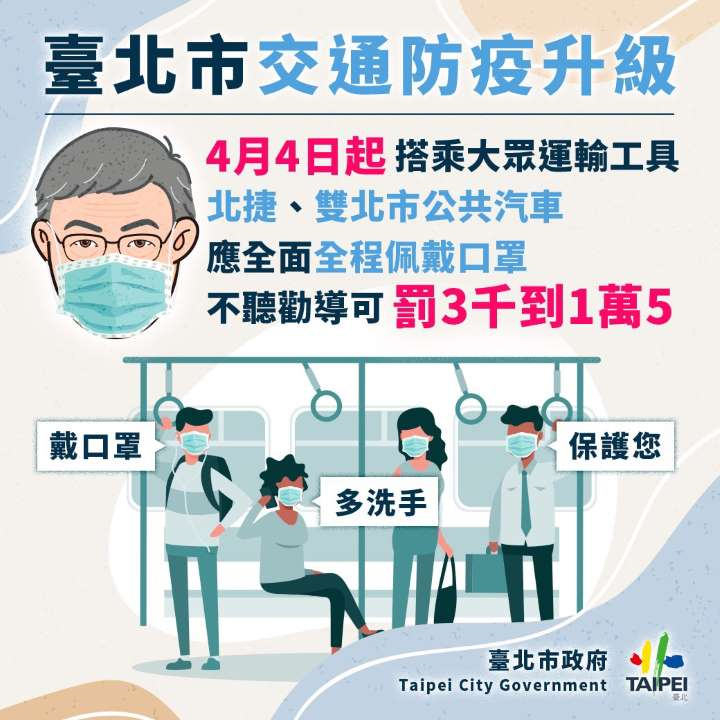 臺北市交通防疫升級
4月4日起 搭乘大眾運輸工具
北捷、雙北市公共汽車
應全面全程佩戴口罩
不聽勸導可 罰3千到1萬5
戴口罩
保護您
多洗手
臺北市政府
Taipei City Government
TAIPEI
臺北